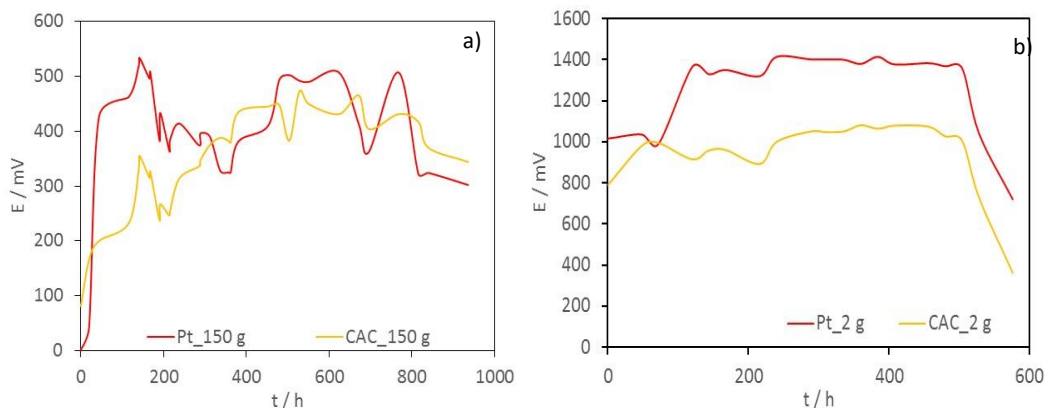 a)
E / mV
600
500
400
300
200
100
0
Pt_150 g CAC_150 g
0 200 400 600 800 1000
t / h
b)
E / mV
1600
1400
1200
1000
800
600
400
200
0
Pt_2 g CAC_2 g
0 200 400 600
t / h